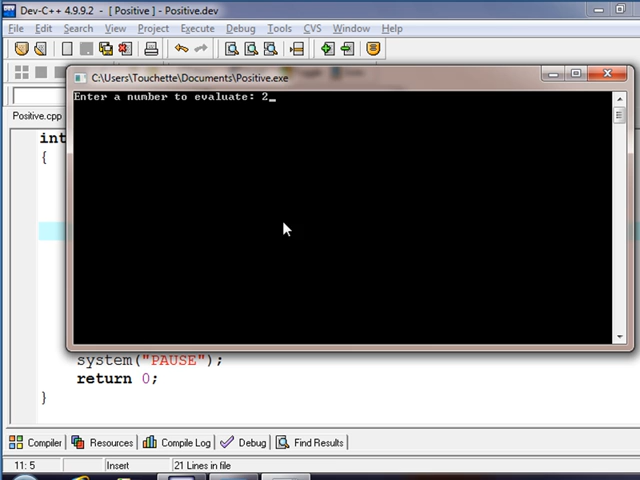 Dev-C++ 4.9.9.2 - [ Positive ] - Positive.dev
File Edit Search View Project Execute Debug Tools CVS Window Help
C:\Users\Touchette\Documents\Positive.exe
Enter a number to evaluate: 2_
Positive.cpp
int
{
system("PAUSE");
return 0;
}
Compiler Resources Compile Log Debug Find Results
11: 5 Insert 21 Lines in file